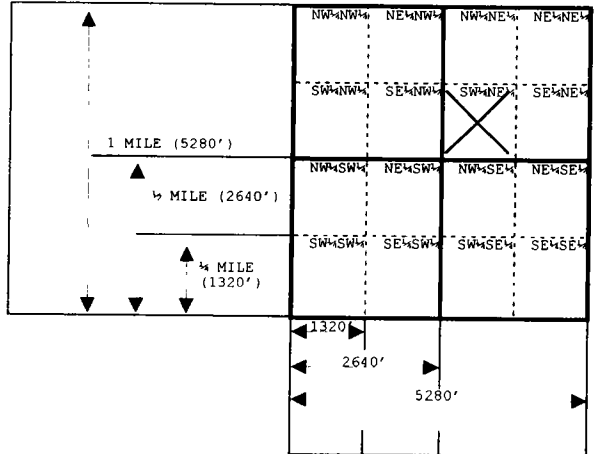 NW¼NW¼ NE¼NW¼ NW¼NE¼ NE¼NE¼
SW¼NW¼ SE¼NW¼ SW¼NE¼ SE¼NE¼
1 MILE (5280')
NW¼SW¼ NE¼SW¼ NW¼SE¼ NE¼SE¼
½ MILE (2640')
SW¼SW¼ SE¼SW¼ SW¼SE¼ SE¼SE¼
¼ MILE
(1320')
1320'
2640'
5280'